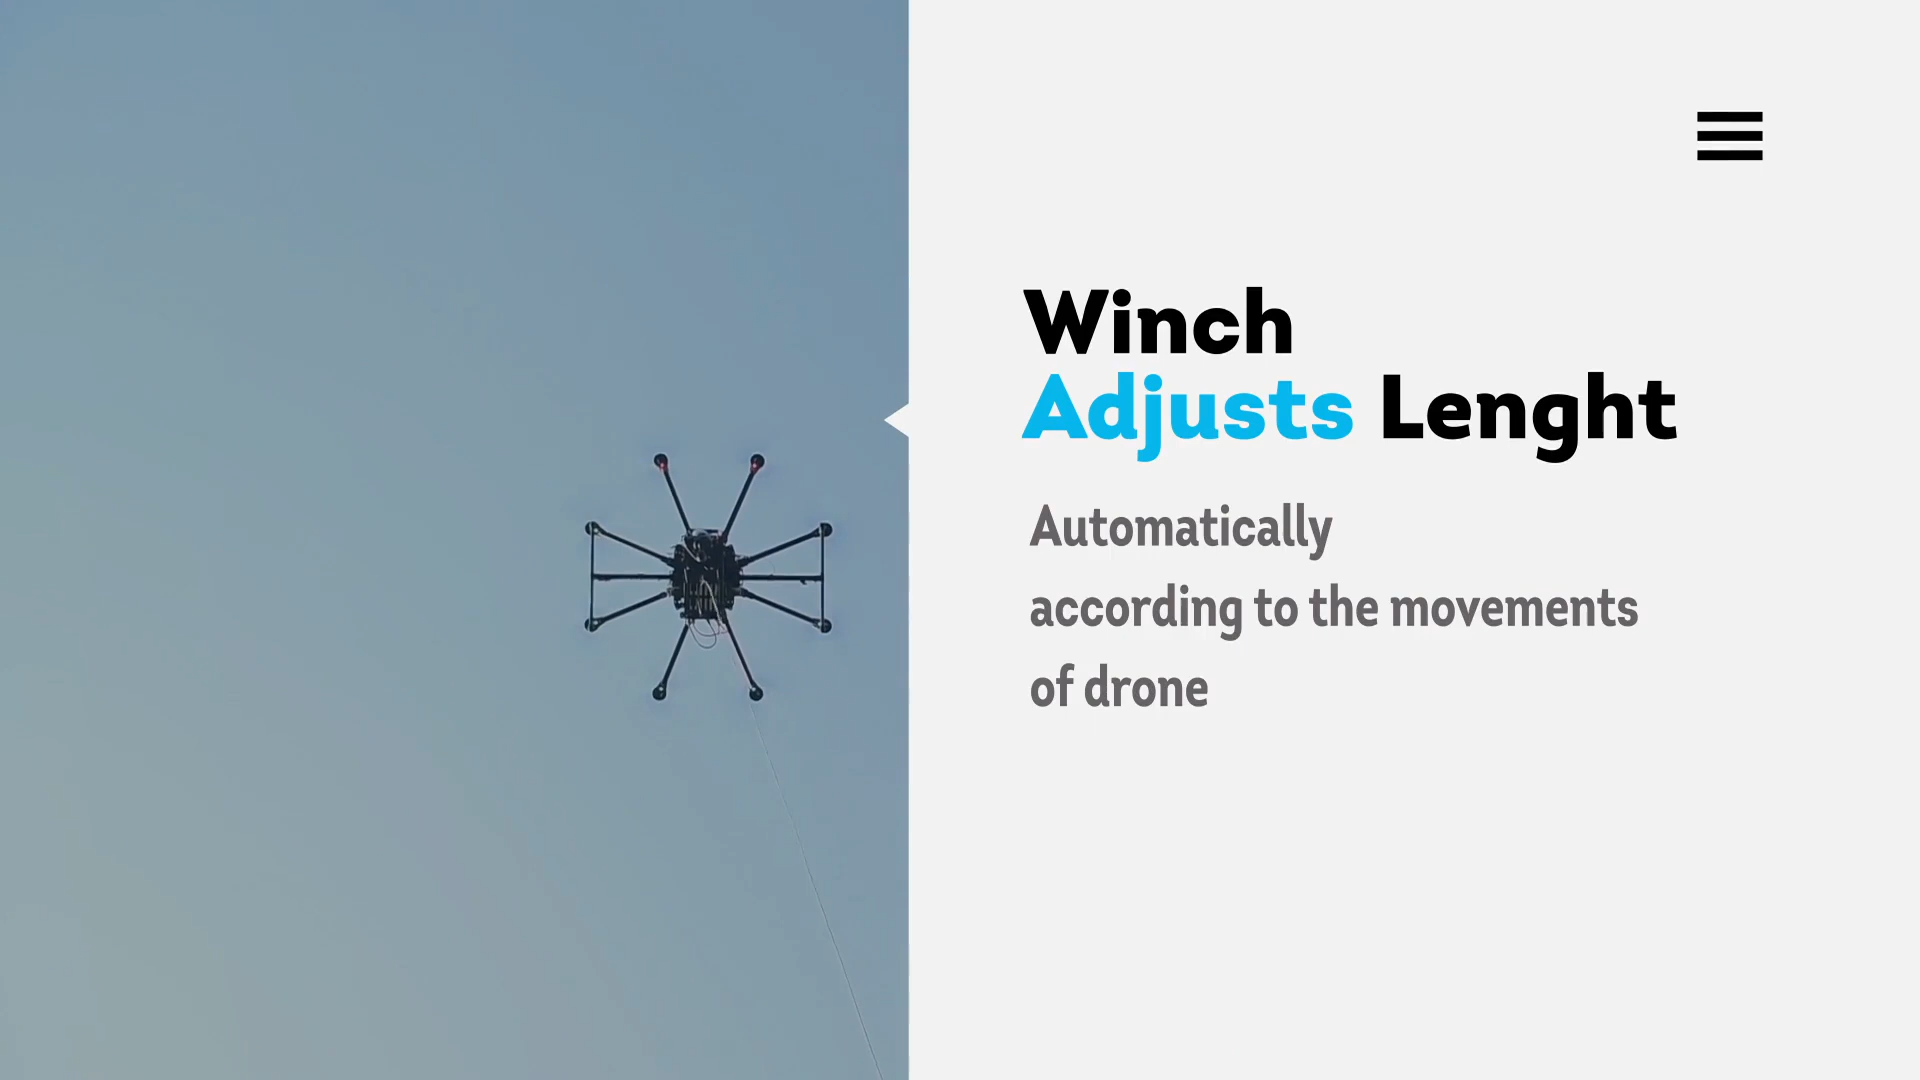 Winch
Adjusts Lenght
Automatically
according to the movements
of drone